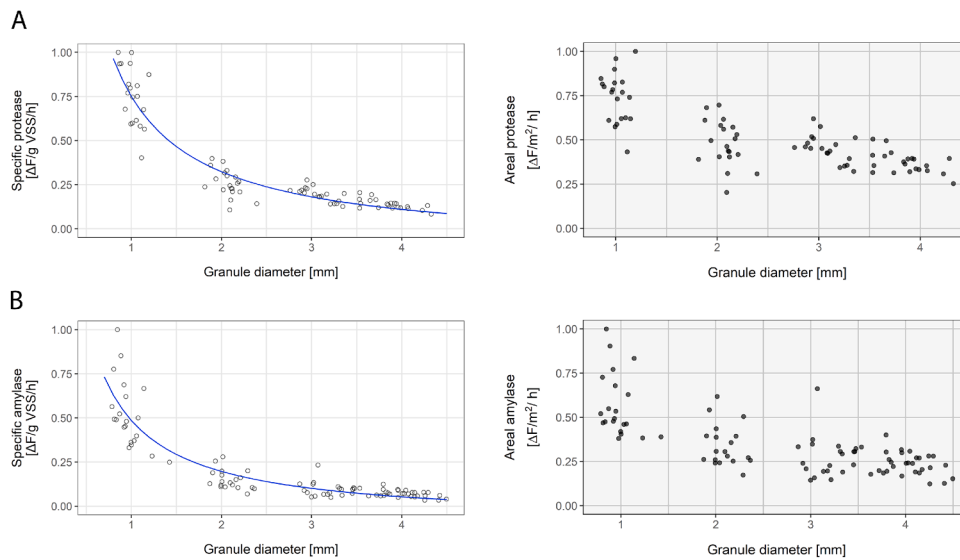 A
1.00
0.75
0.50
0.25
0.00
Specific protease
[ΔF/g VSS/h]
1 2 3 4
Granule diameter [mm]
1.00
0.75
0.50
0.25
0.00
Areal protease
[ΔF/m²/ h]
1 2 3 4
Granule diameter [mm]
B
1.00
0.75
0.50
0.25
0.00
Specific amylase
[ΔF/g VSS/h]
1 2 3 4
Granule diameter [mm]
1.00
0.75
0.50
0.25
0.00
Areal amylase
[ΔF/m²/ h]
1 2 3 4
Granule diameter [mm]